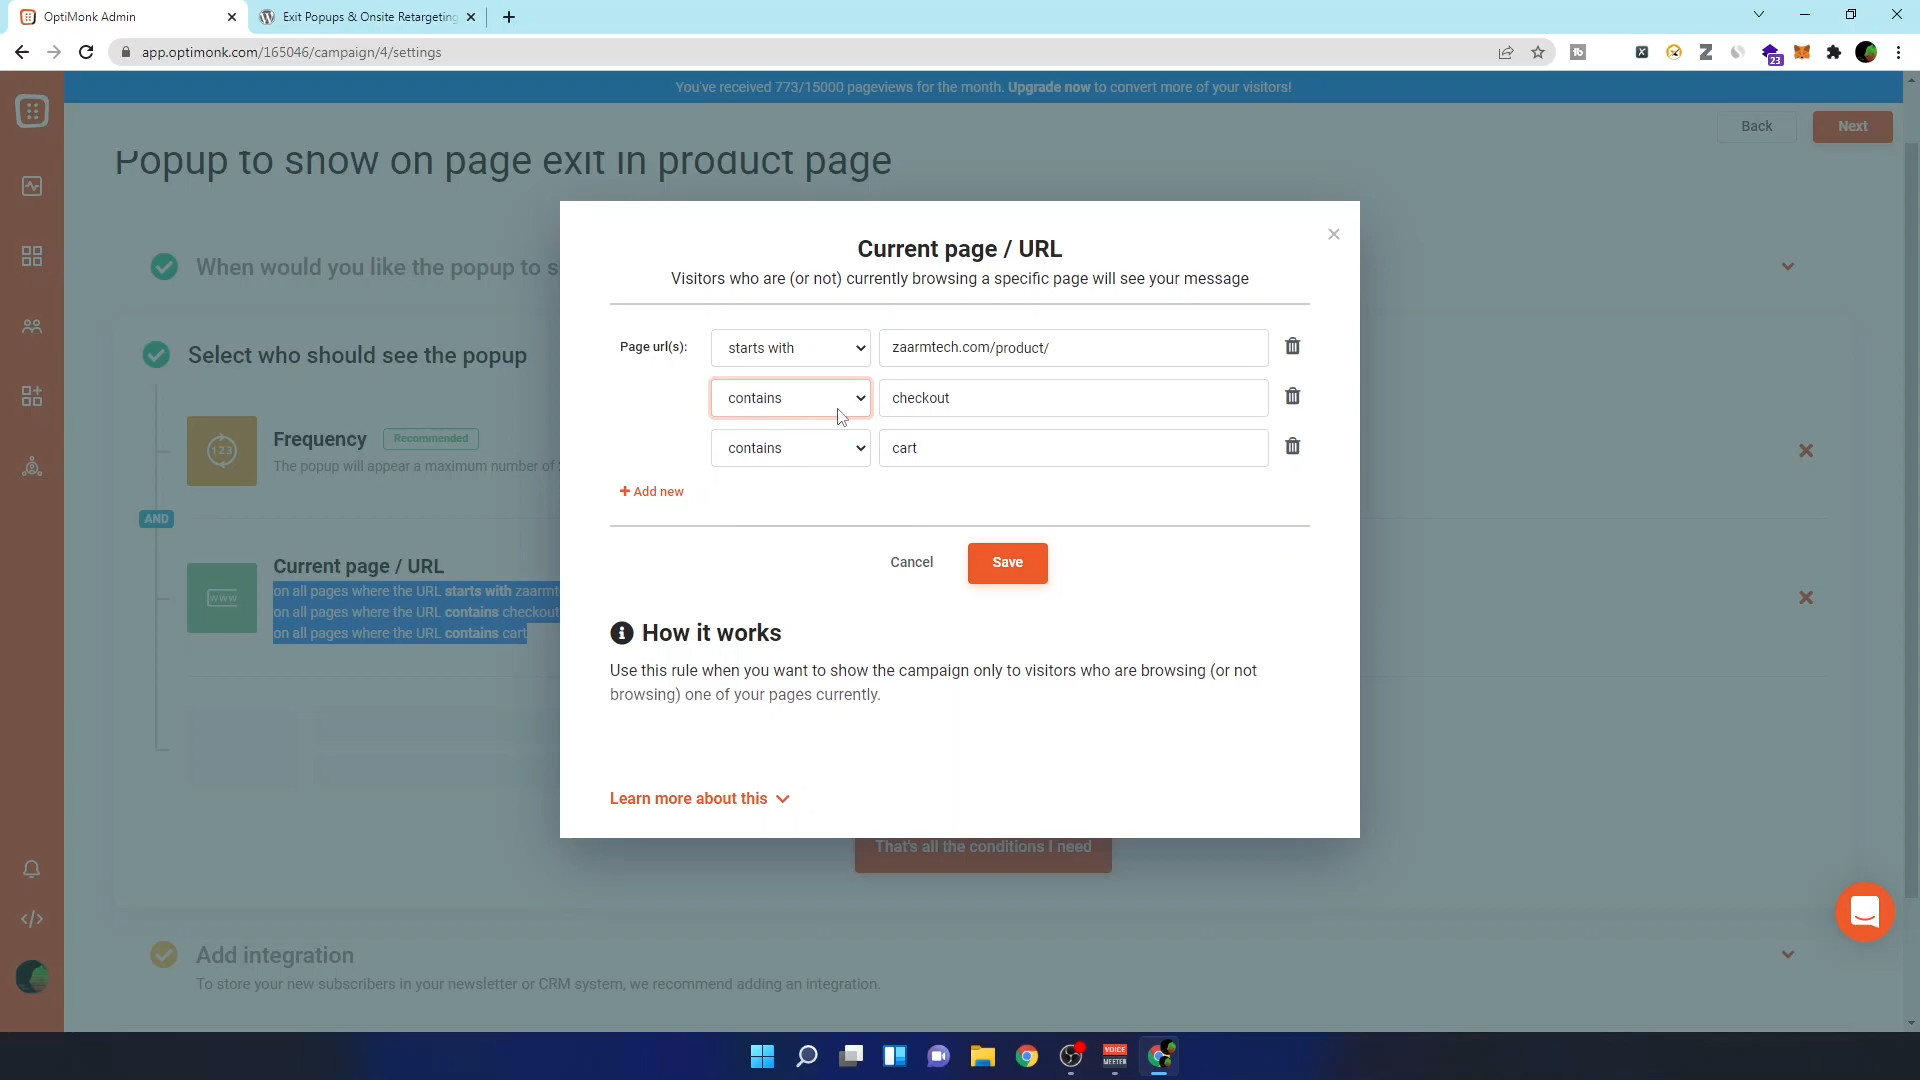 OptiMonk Admin
Exit Popups & Onsite Retargeting
app.optimonk.com/165046/campaign/4/settings
23
You've received 773/15000 pageviews for the month. Upgrade now to convert more of your visitors!
Back
Next
Popup to show on page exit in product page
When would you like the popup to s
Select who should see the popup
123
Frequency
Recommended
The popup will appear a maximum number of
AND
www
Current page / URL
on all pages where the URL starts with zaarmt
on all pages where the URL contains checkout
on all pages where the URL contains cart
Current page / URL
Visitors who are (or not) currently browsing a specific page will see your message
Page url(s):
starts with
zaarmtech.com/product/
contains
checkout
contains
cart
+ Add new
Cancel
Save
How it works
Use this rule when you want to show the campaign only to visitors who are browsing (or not
browsing) one of your pages currently.
Learn more about this
That's all the conditions I need
Add integration
To store your new subscribers in your newsletter or CRM system, we recommend adding an integration.
VOICE
MEETER